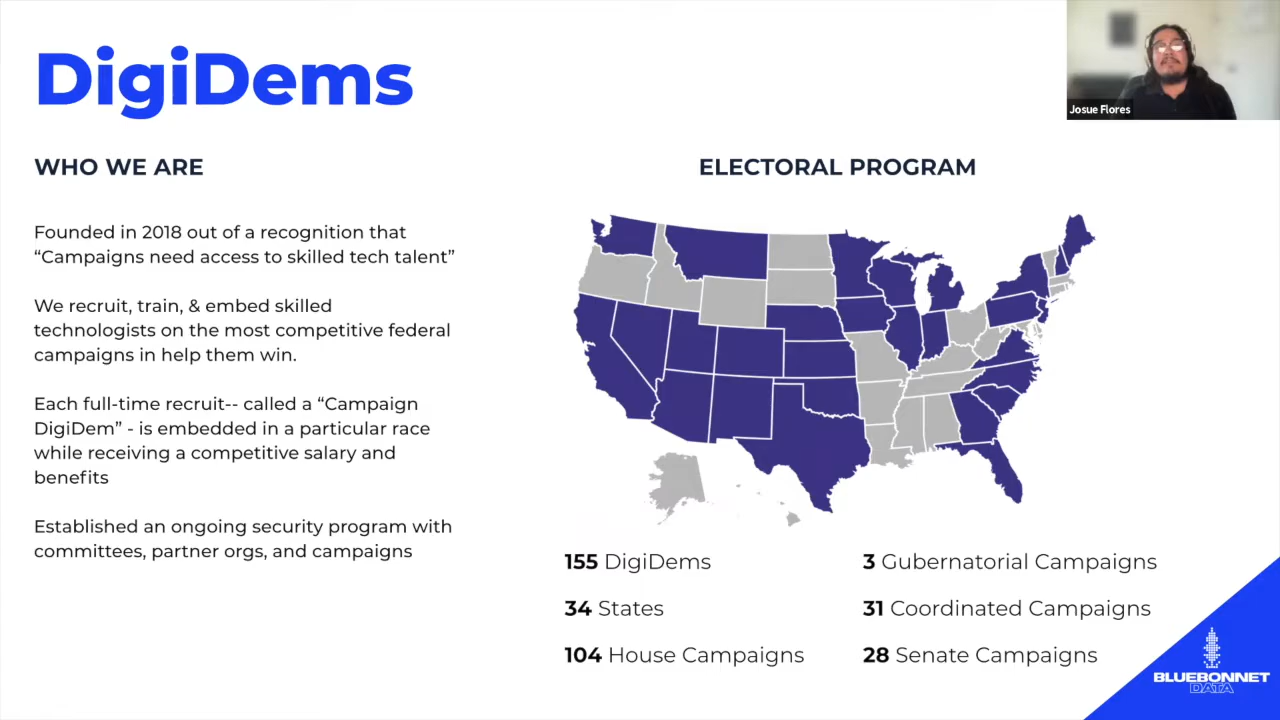 DigiDems
Josue Flores
WHO WE ARE
Founded in 2018 out of a recognition that
“Campaigns need access to skilled tech talent”
We recruit, train, & embed skilled
technologists on the most competitive federal
campaigns in help them win.
Each full-time recruit-- called a “Campaign
DigiDem” - is embedded in a particular race
while receiving a competitive salary and
benefits
Established an ongoing security program with
committees, partner orgs, and campaigns
ELECTORAL PROGRAM
155 DigiDems
34 States
104 House Campaigns
3 Gubernatorial Campaigns
31 Coordinated Campaigns
28 Senate Campaigns
BLUEBONNET
DATA